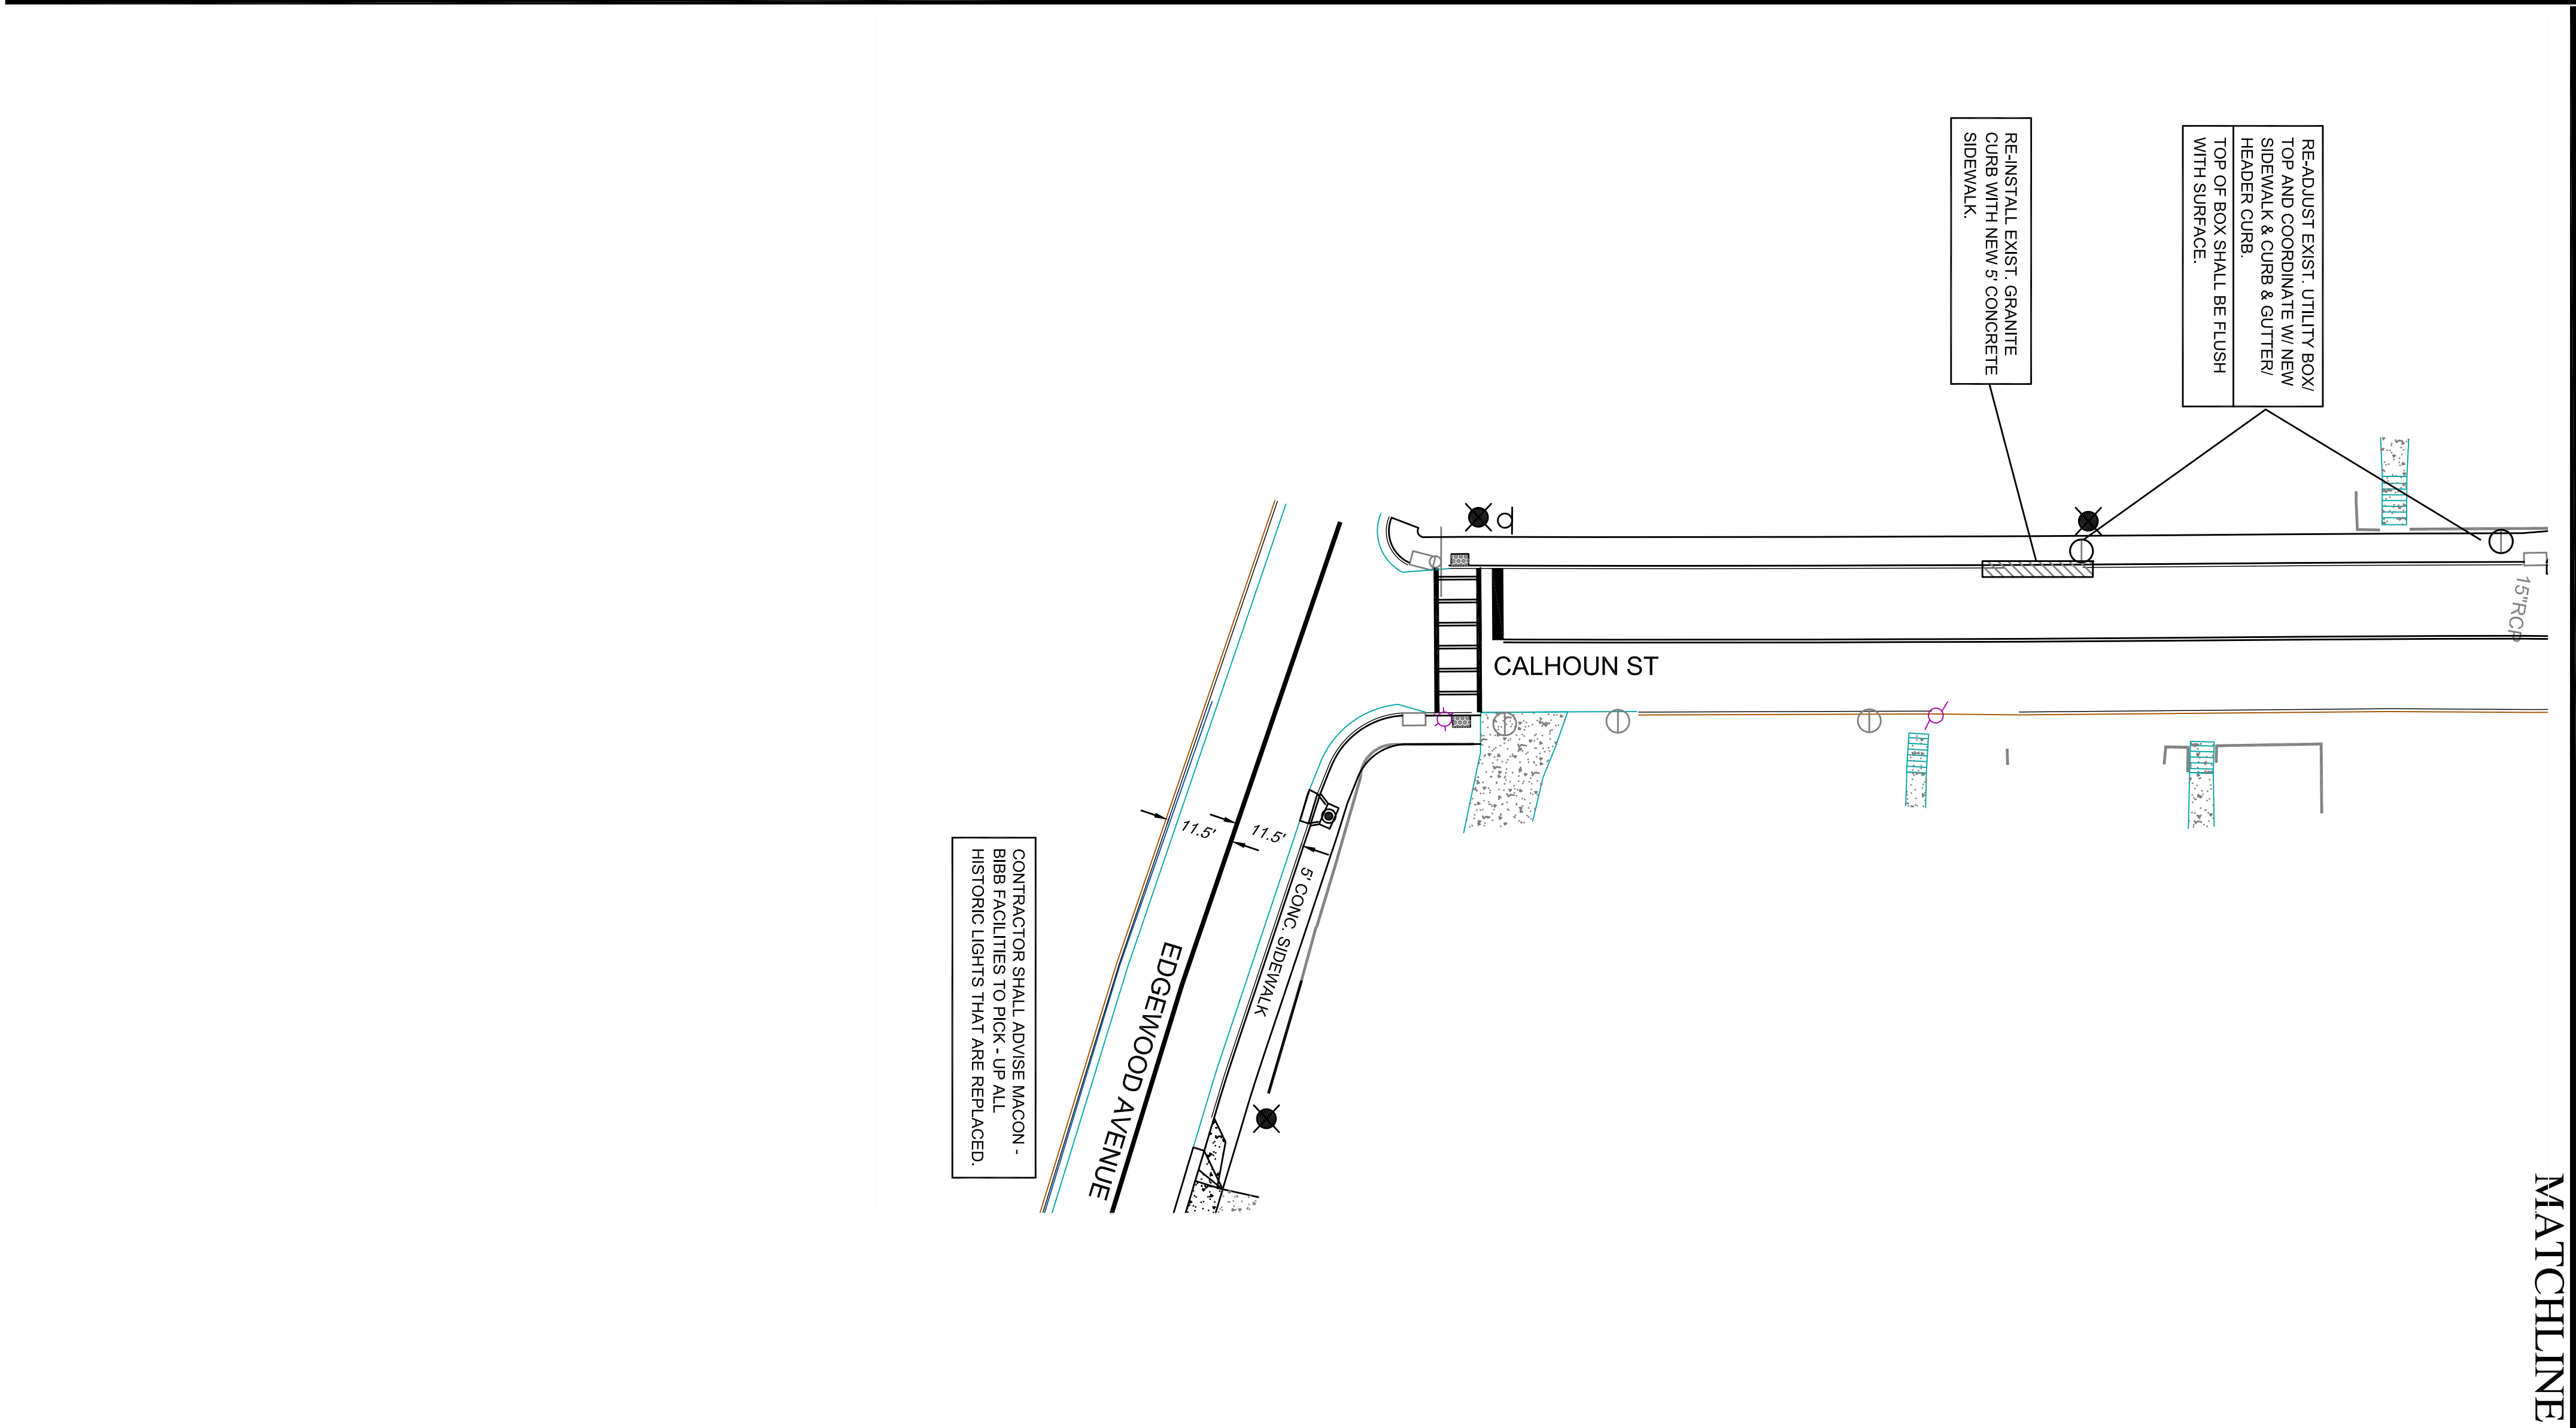 RE-INSTALL EXIST. GRANITE
CURB WITH NEW 5' CONCRETE
SIDEWALK.
RE-ADJUST EXIST. UTILITY BOX/
TOP AND COORDINATE W/ NEW
SIDEWALK & CURB & GUTTER/
HEADER CURB.
TOP OF BOX SHALL BE FLUSH
WITH SURFACE.
15"RCP
CALHOUN ST
11.5'
11.5'
5' CONC. SIDEWALK
EDGEWOOD AVENUE
CONTRACTOR SHALL ADVISE MACON -
BIBB FACILITIES TO PICK - UP ALL
HISTORIC LIGHTS THAT ARE REPLACED.
MATCHLINE